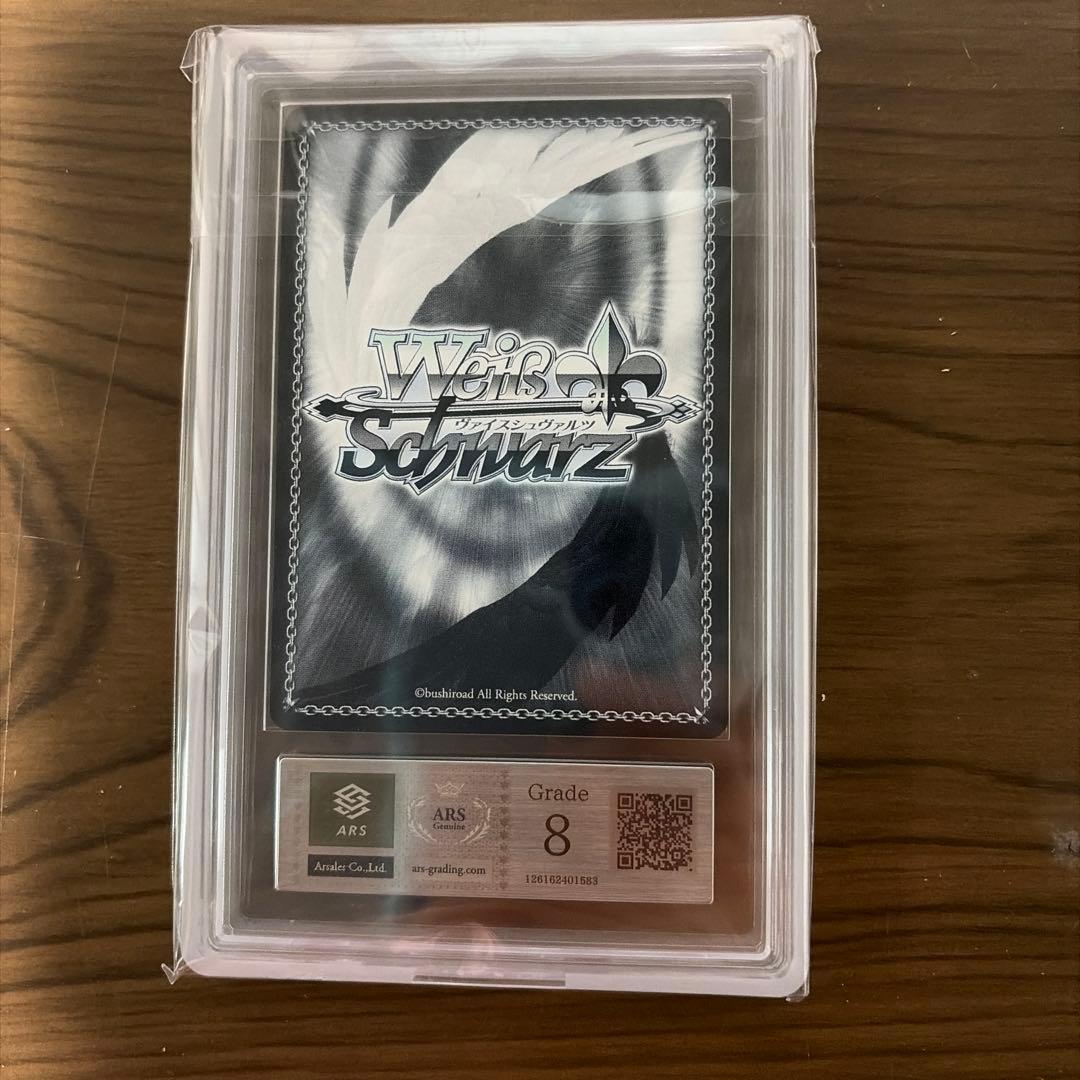 Weiß
ヴァイスシュヴァルツ
Schwarz
©bushiroad All Rights Reserved.
ARS
Arsales Co.,Ltd.
ARS
Genuine
ars-grading.com
Grade
8
126162401583